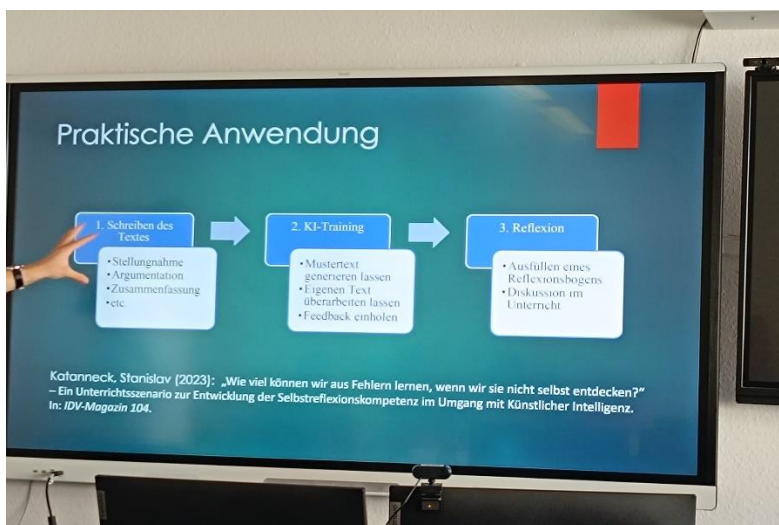 Praktische Anwendung
1. Schreiben des
Textes
•Stellungnahme
•Argumentation
•Zusammenfassung
•etc.
2. KI-Training
•Mustertext
generieren lassen
•Eigenen Text
überarbeiten lassen
•Feedback einholen
3. Reflexion
•Ausfüllen eines
Reflexionsbogens
•Diskussion im
Unterricht
Katanneck, Stanislav (2023): „Wie viel können wir aus Fehlern lernen, wenn wir sie nicht selbst entdecken?“
– Ein Unterrichtsszenario zur Entwicklung der Selbstreflexionskompetenz im Umgang mit Künstlicher Intelligenz.
In: IDV-Magazin 104.